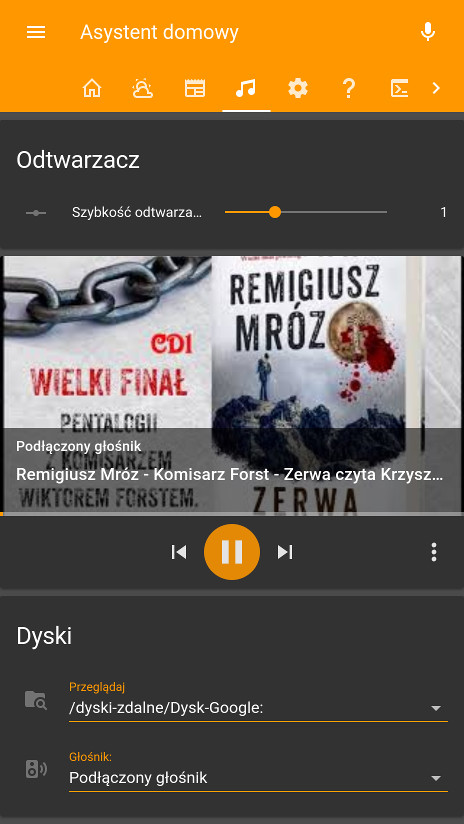 Asystent domowy
Odtwarzacz
Szybkość odtwarza...
1
CD1
WIELKI FINAŁ
PENTALOGII
Z KOMISARZEM
WIKTOREM FORSTEM.
REMIGIUSZ
MRÓZ
ZERWA
Podłączony głośnik
Remigiusz Mróz - Komisarz Forst - Zerwa czyta Krzysz...
Dyski
Przeglądaj
/dyski-zdalne/Dysk-Google:
Głośnik:
Podłączony głośnik